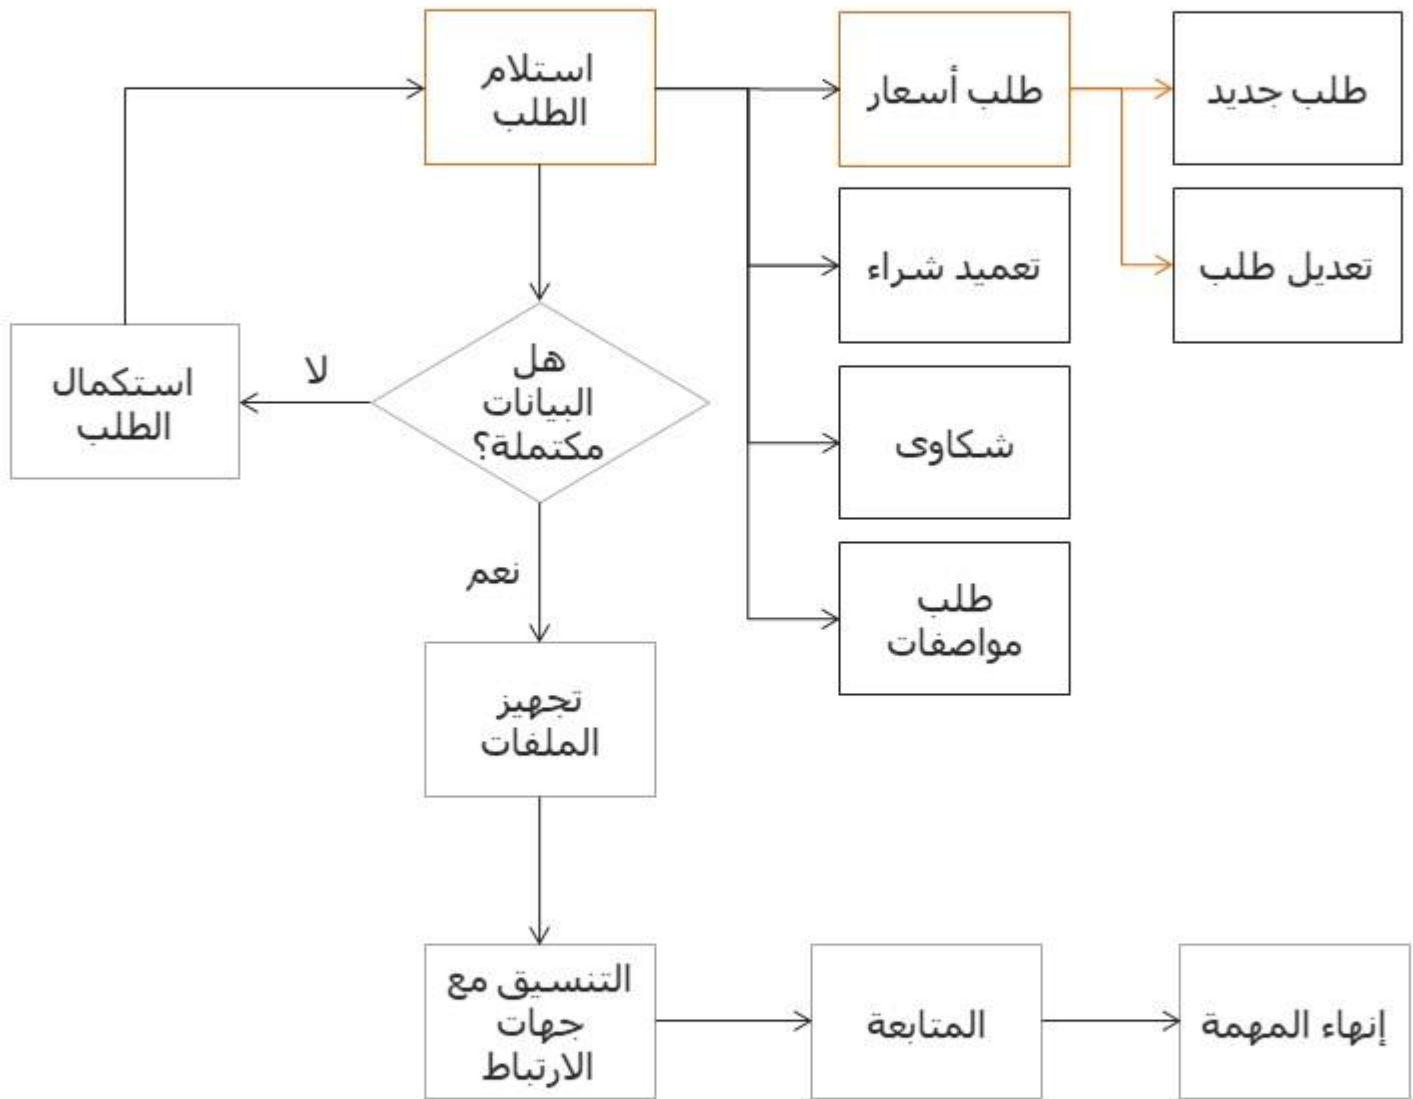 استلام
الطلب
طلب أسعار
طلب جديد
تعميد شراء
تعديل طلب
هل
البيانات
مكتملة؟
لا
استكمال
الطلب
شكاوى
نعم
طلب
مواصفات
تجهيز
الملفات
التنسيق مع
جهات
الارتباط
المتابعة
إنهاء المهمة